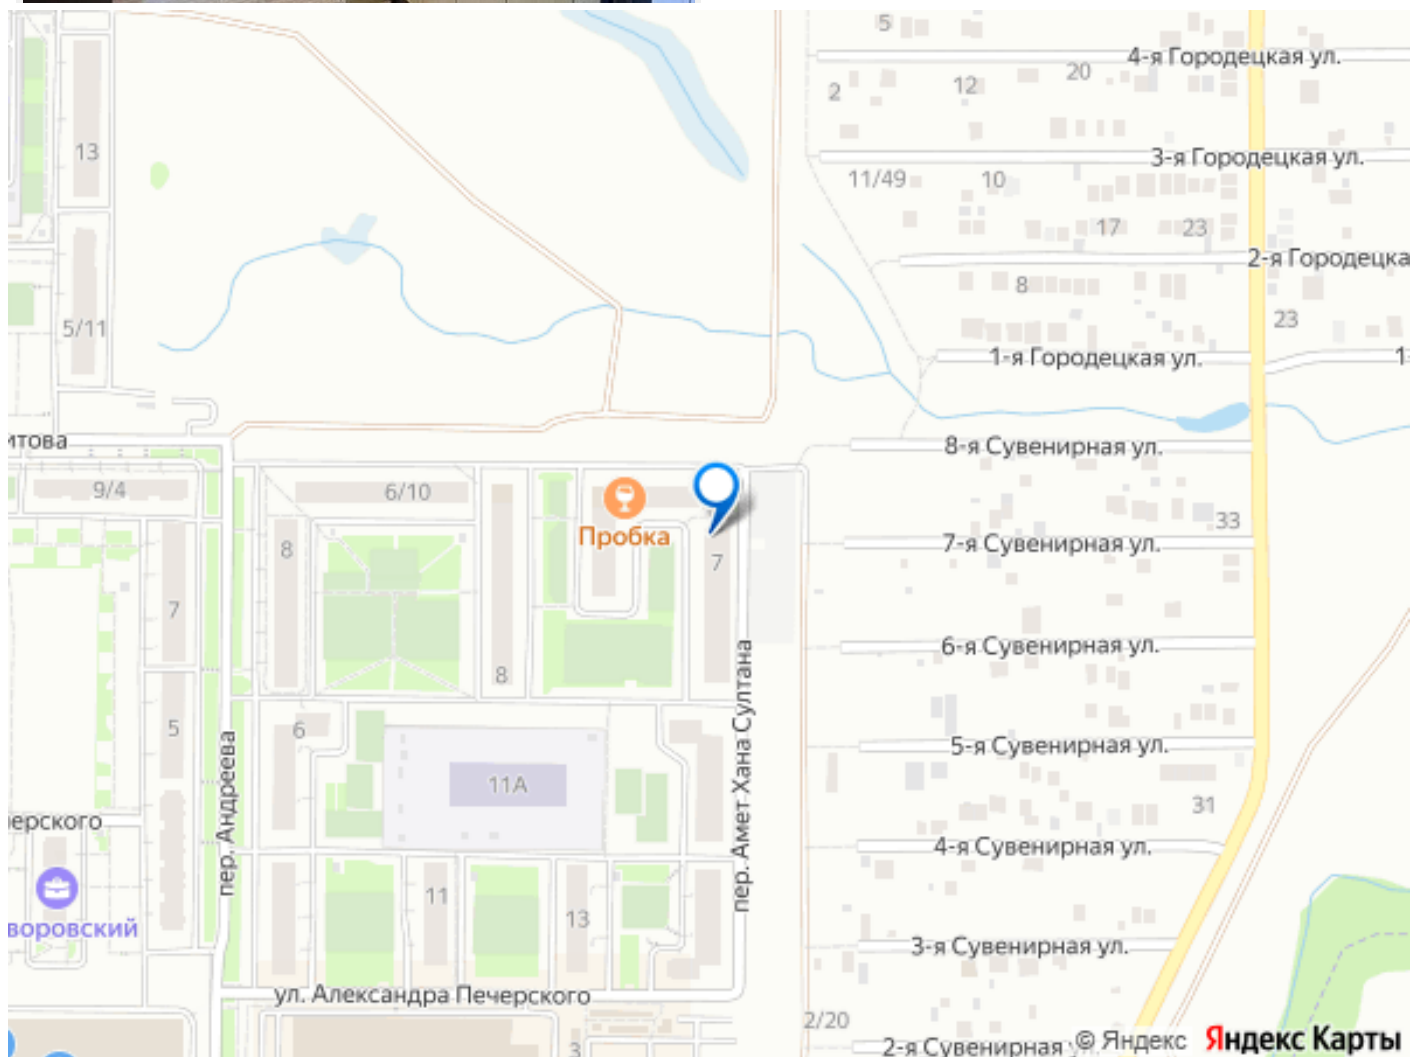 5
4-я Городецкая ул.
20
12
2
13
3-я Городецкая ул.
11/49
10
17
23
2-я Городецка
8
23
5/11
1-я Городецкая ул.
1
итова
8-я Сувенирная ул.
9/4
6/10
Пробка
33
7-я Сувенирная ул.
8
7
7
6-я Сувенирная ул.
8
5
6
5-я Сувенирная ул.
пер. Андреева
пер. Амет Хана Султана
11А
31
ерского
4-я Сувенирная ул.
11
13
воровский
3-я Сувенирная ул.
ул. Александра Печерского
2/20
3
2-я Сувенирная
© Яндекс Яндекс Карты